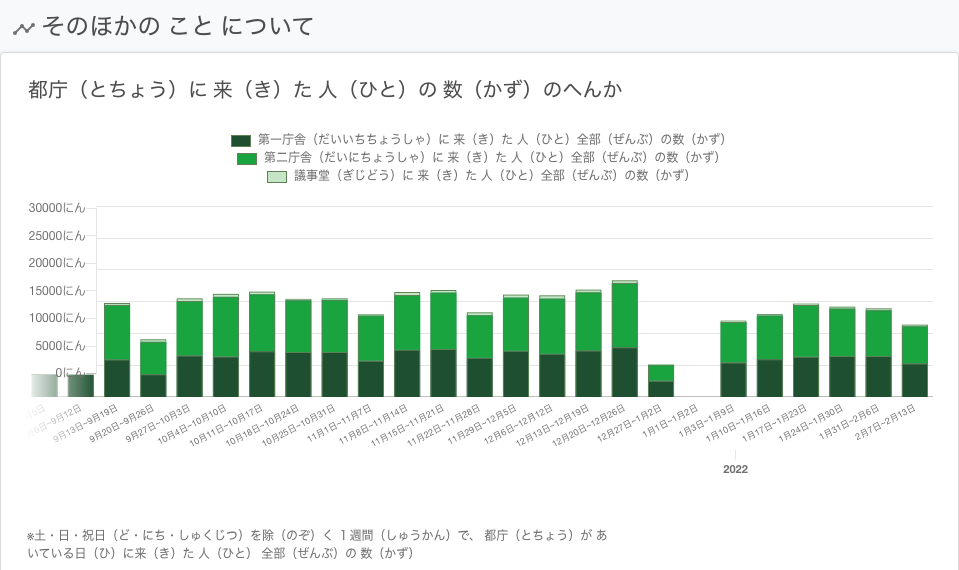 そのほかの こと について
都庁（とちょう）に 来（き）た 人（ひと）の 数（かず）のへんか
第一庁舎（だいいちちょうしゃ）に 来（き）た 人（ひと）全部（ぜんぶ）の数（かず）
第二庁舎（だいにちょうしゃ）に 来（き）た 人（ひと）全部（ぜんぶ）の数（かず）
議事堂（ぎじどう）に 来（き）た 人（ひと）全部（ぜんぶ）の数（かず）
30000にん
25000にん
20000にん
15000にん
10000にん
5000にん
0にん
9月13日~9月19日
9月20日~9月26日
9月27日~10月3日
10月4日~10月10日
10月11日~10月17日
10月18日~10月24日
10月25日~10月31日
11月1日~11月7日
11月8日~11月14日
11月15日~11月21日
11月22日~11月28日
11月29日~12月5日
12月6日~12月12日
12月13日~12月19日
12月20日~12月26日
12月27日~1月2日
1月1日~1月2日
1月3日~1月9日
1月10日~1月16日
1月17日~1月23日
1月24日~1月30日
1月31日~2月6日
2月7日~2月13日
2022
※土・日・祝日（ど・にち・しゅくじつ）を除（のぞ）く １週間（しゅうかん）で、 都庁（とちょう）が あ
いている日（ひ）に来（き）た 人（ひと） 全部（ぜんぶ）の 数（かず）